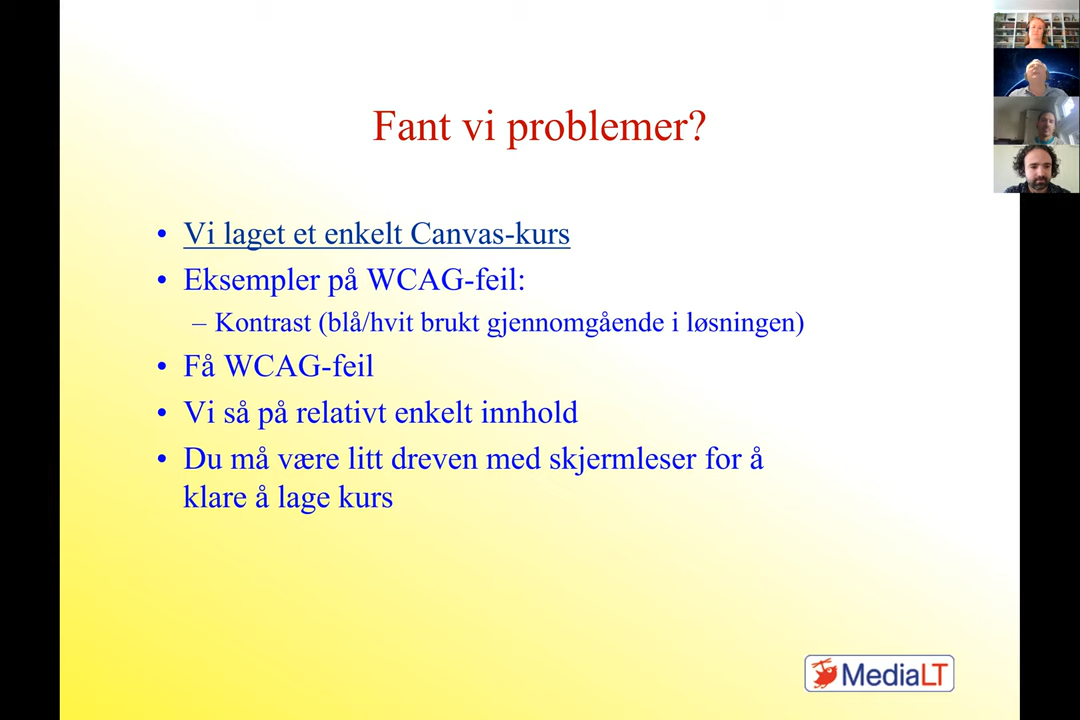 Fant vi problemer?
• Vi laget et enkelt Canvas-kurs
• Eksempler på WCAG-feil:
– Kontrast (blå/hvit brukt gjennomgående i løsningen)
• Få WCAG-feil
• Vi så på relativt enkelt innhold
• Du må være litt dreven med skjermleser for å
klare å lage kurs
MediaLT